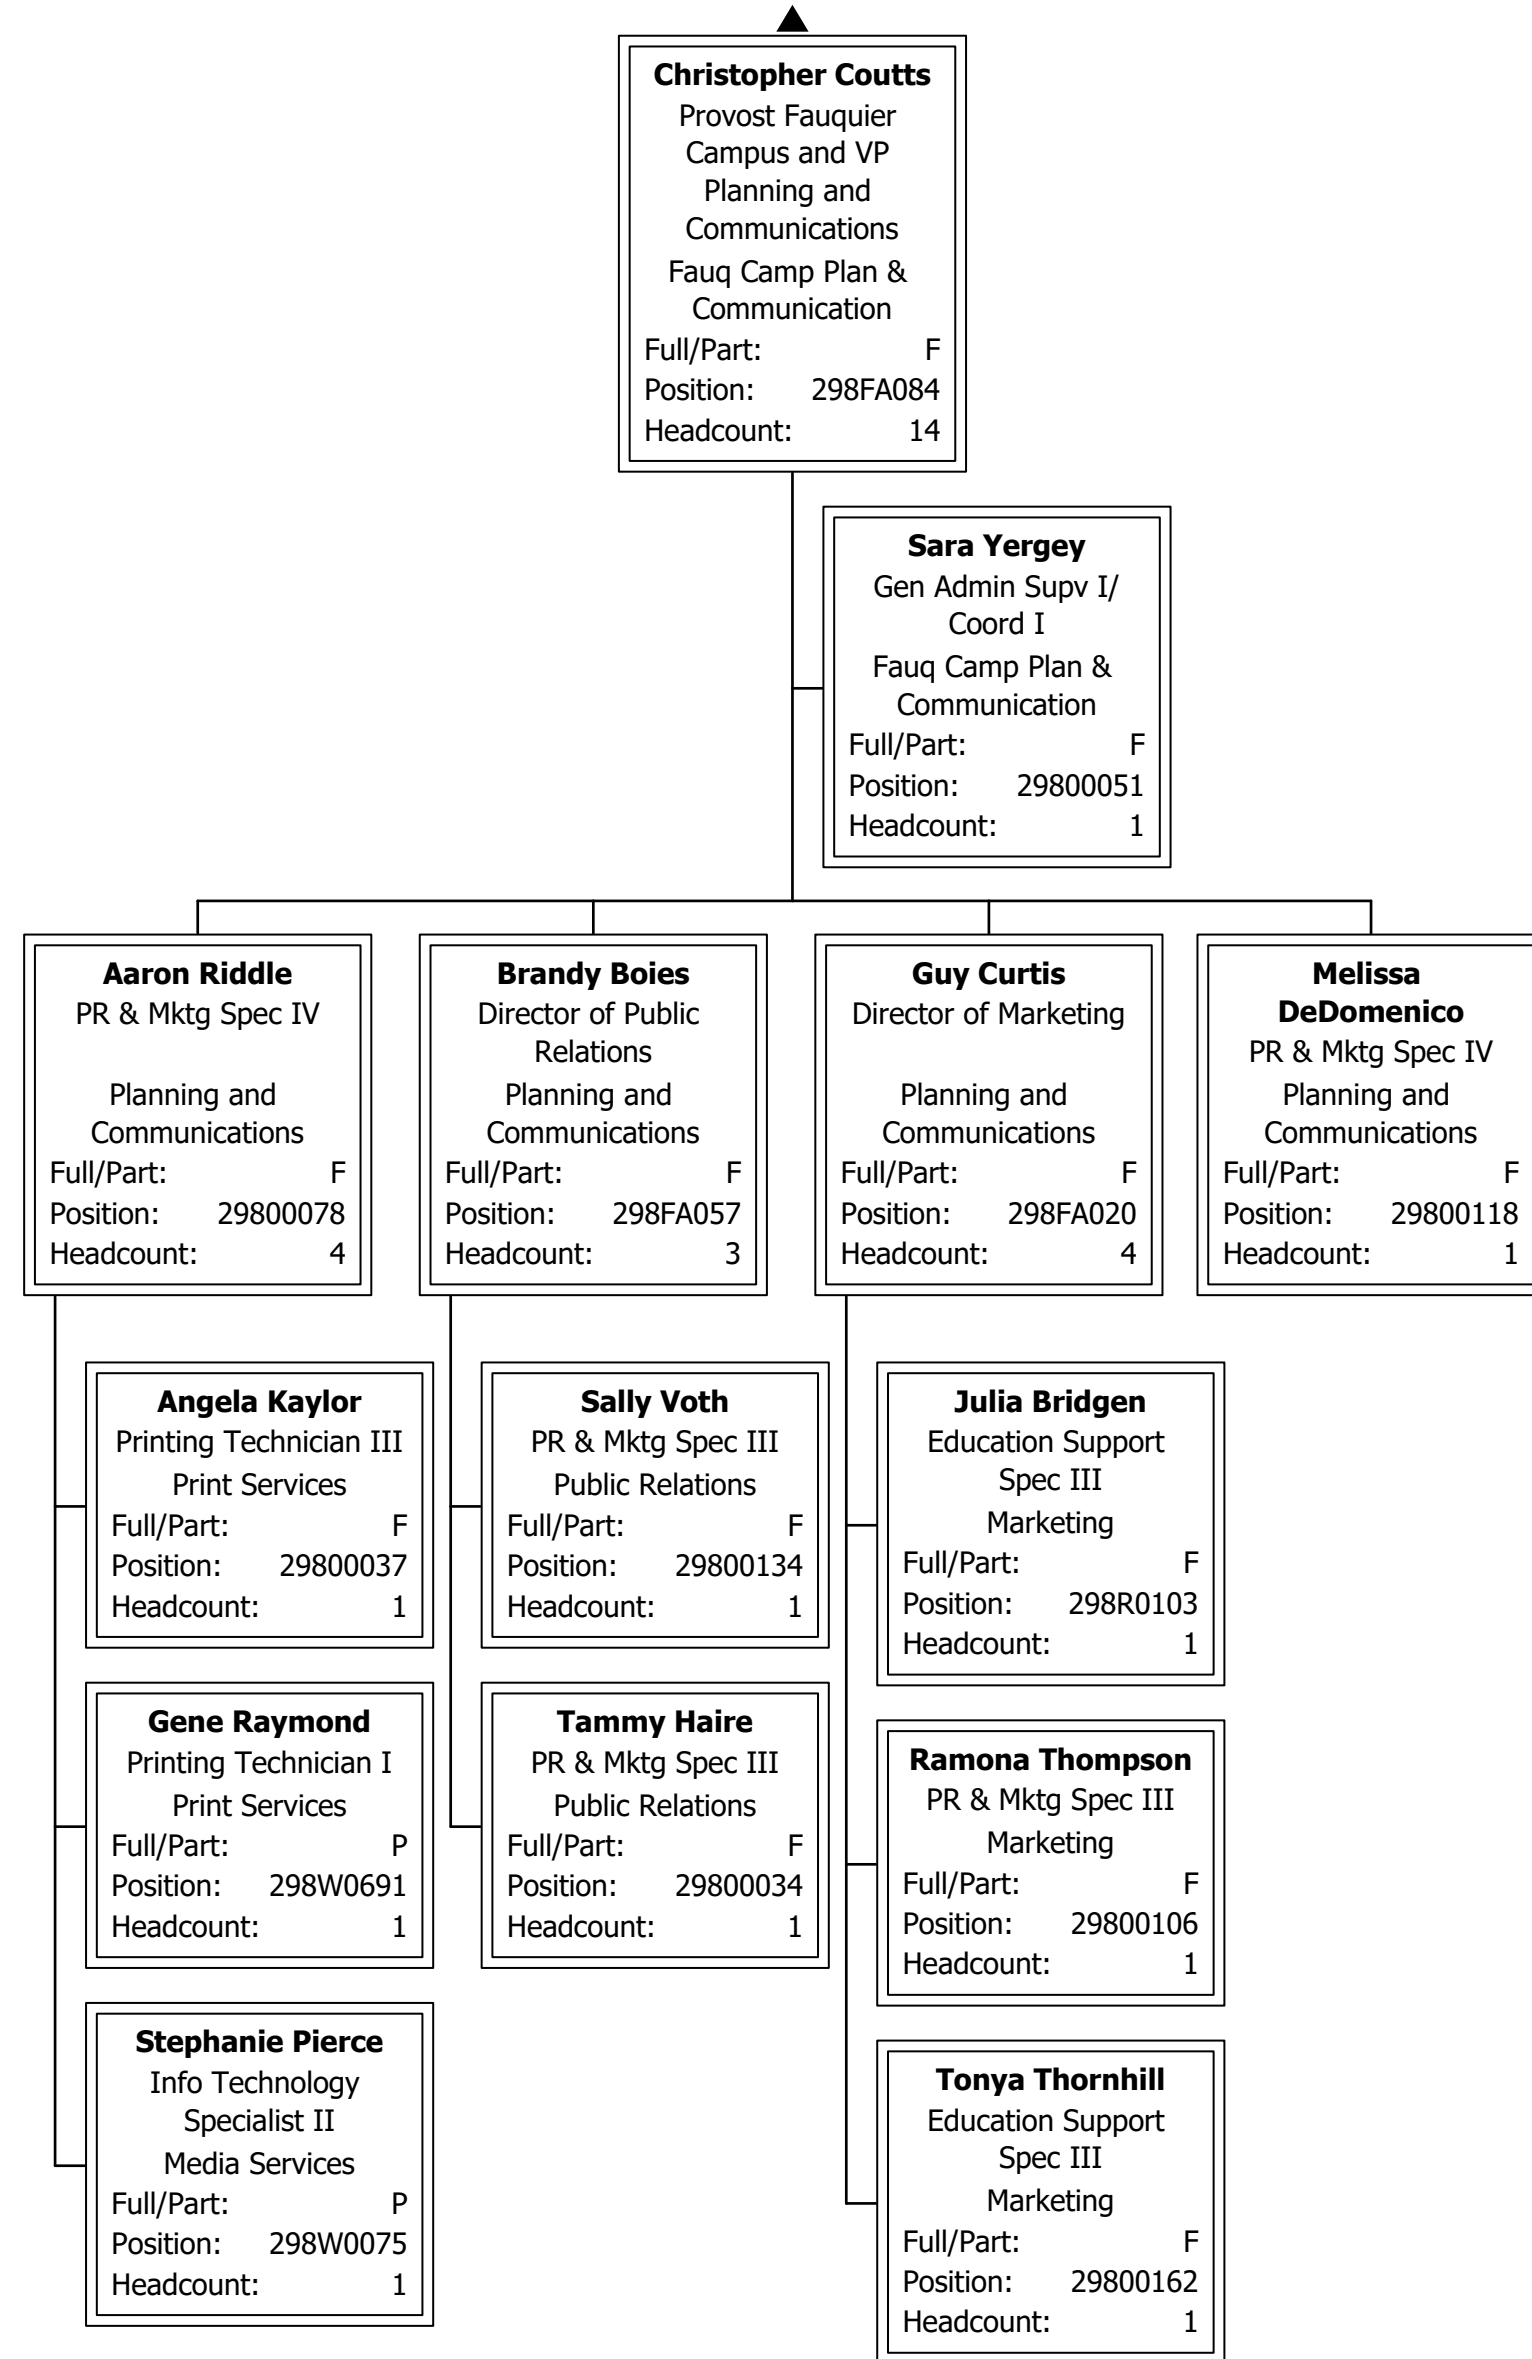 Christopher Coutts
Provost Fauquier
Campus and VP
Planning and
Communications
Fauq Camp Plan &
Communication
Full/Part: F
Position: 298FA084
Headcount: 14
Sara Yergey
Gen Admin Supv I/
Coord I
Fauq Camp Plan &
Communication
Full/Part: F
Position: 29800051
Headcount: 1
Aaron Riddle
PR & Mktg Spec IV
Planning and
Communications
Full/Part: F
Position: 29800078
Headcount: 4
Brandy Boies
Director of Public
Relations
Planning and
Communications
Full/Part: F
Position: 298FA057
Headcount: 3
Guy Curtis
Director of Marketing
Planning and
Communications
Full/Part: F
Position: 298FA020
Headcount: 4
Melissa
DeDomenico
PR & Mktg Spec IV
Planning and
Communications
Full/Part: F
Position: 29800118
Headcount: 1
Angela Kaylor
Printing Technician III
Print Services
Full/Part: F
Position: 29800037
Headcount: 1
Gene Raymond
Printing Technician I
Print Services
Full/Part: P
Position: 298W0691
Headcount: 1
Stephanie Pierce
Info Technology
Specialist II
Media Services
Full/Part: P
Position: 298W0075
Headcount: 1
Sally Voth
PR & Mktg Spec III
Public Relations
Full/Part: F
Position: 29800134
Headcount: 1
Tammy Haire
PR & Mktg Spec III
Public Relations
Full/Part: F
Position: 29800034
Headcount: 1
Julia Bridgen
Education Support
Spec III
Marketing
Full/Part: F
Position: 298R0103
Headcount: 1
Ramona Thompson
PR & Mktg Spec III
Marketing
Full/Part: F
Position: 29800106
Headcount: 1
Tonya Thornhill
Education Support
Spec III
Marketing
Full/Part: F
Position: 29800162
Headcount: 1